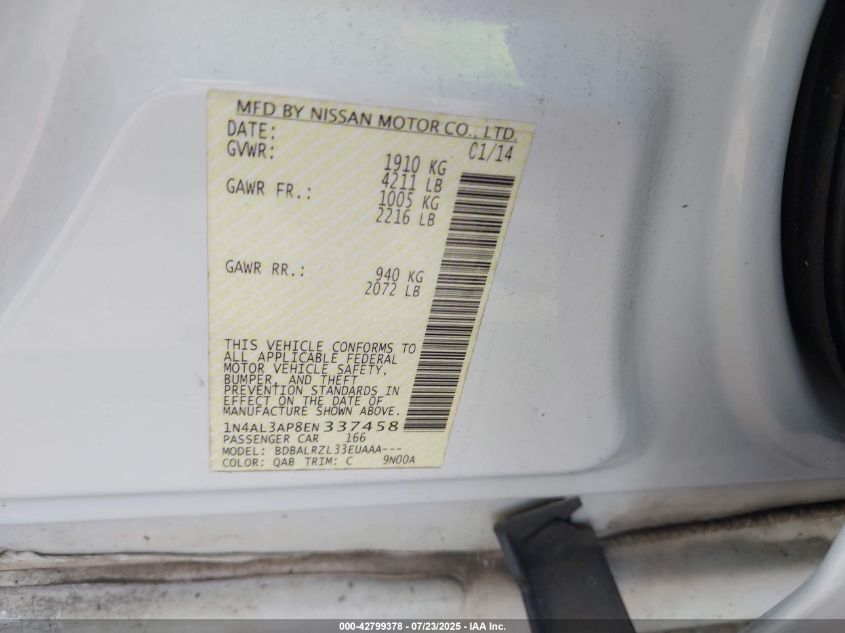 MFD BY NISSAN MOTOR CO., LTD.
DATE: 01/14
GVWR: 1910 KG
4211 LB
GAWR FR.: 1005 KG
2216 LB
GAWR RR.: 940 KG
2072 LB
THIS VEHICLE CONFORMS TO
ALL APPLICABLE FEDERAL
MOTOR VEHICLE SAFETY,
BUMPER, AND THEFT
PREVENTION STANDARDS IN
EFFECT ON THE DATE OF
MANUFACTURE SHOWN ABOVE.
1N4AL3AP8EN 337458
PASSENGER CAR 166
MODEL: BDBALRZL33EUAAA---
COLOR: QAB TRIM: C 9N00A
000-42799378 - 07/23/2025 - IAA Inc.